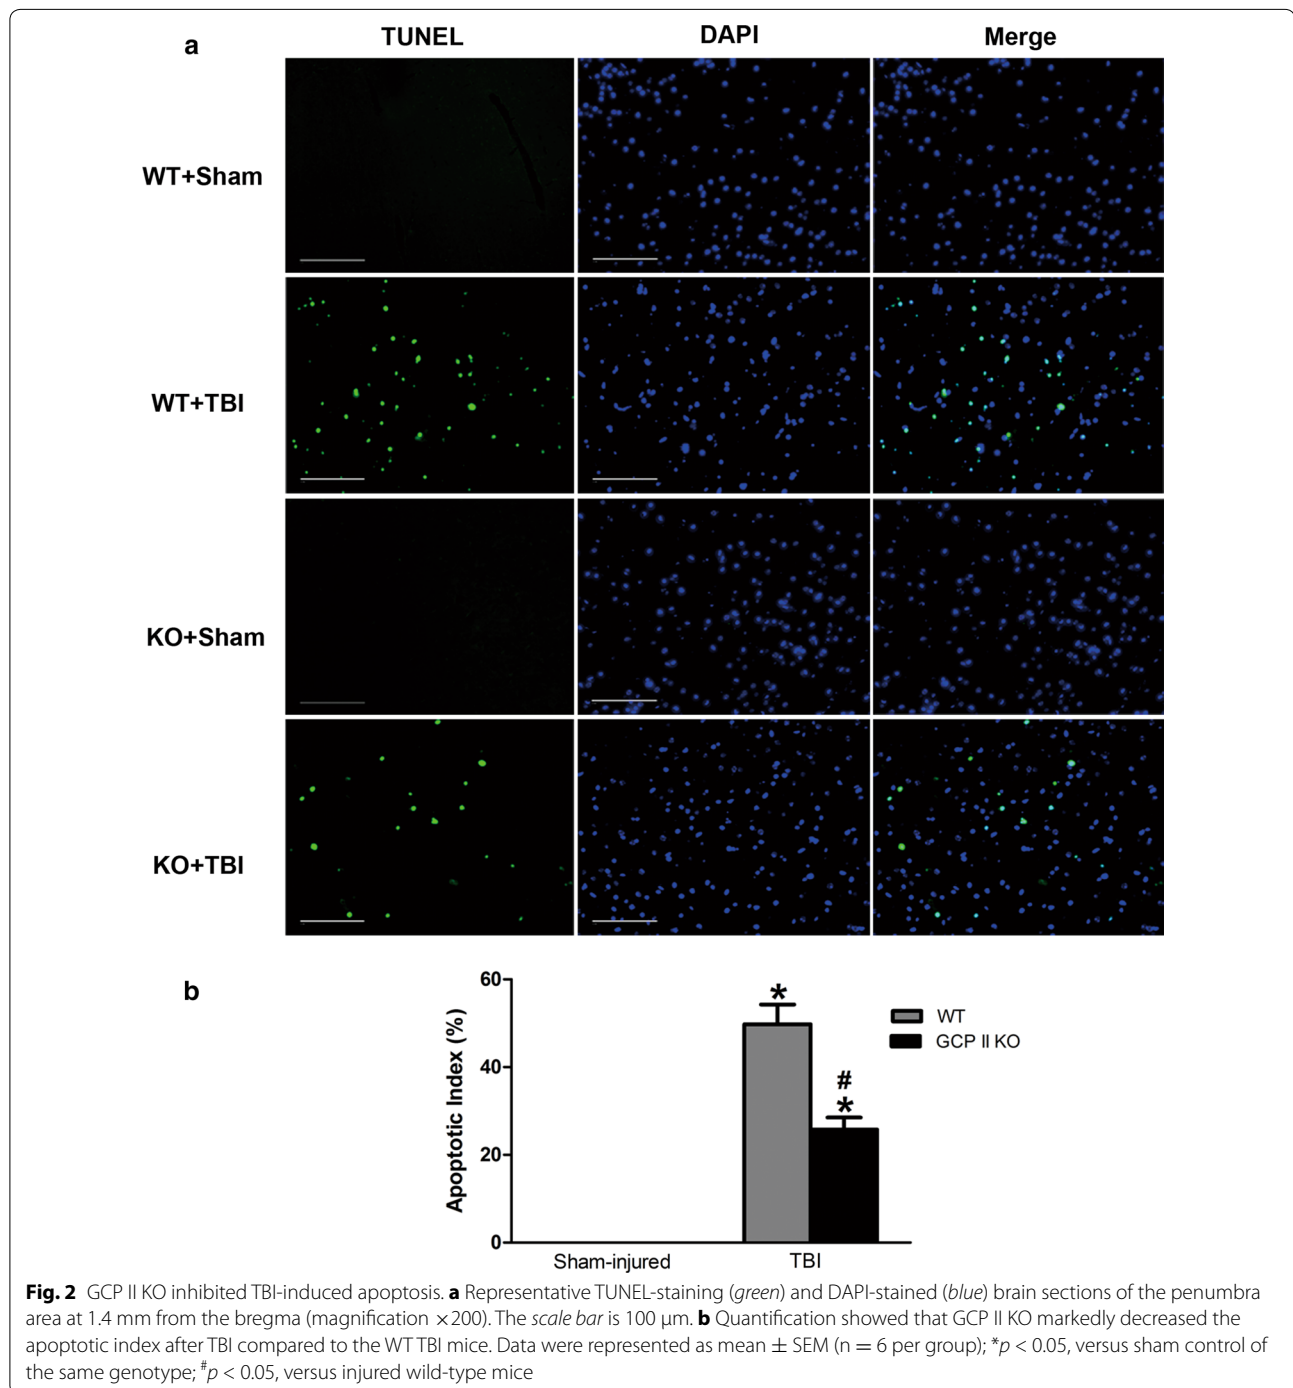 a
TUNEL DAPI Merge
WT+Sham
WT+TBI
KO+Sham
KO+TBI
b
Apoptotic Index (%)
60
40
20
0
*
#
*
WT
GCP II KO
Sham-injured TBI
Fig. 2 GCP II KO inhibited TBI-induced apoptosis. a Representative TUNEL-staining (green) and DAPI-stained (blue) brain sections of the penumbra
area at 1.4 mm from the bregma (magnification ×200). The scale bar is 100 μm. b Quantification showed that GCP II KO markedly decreased the
apoptotic index after TBI compared to the WT TBI mice. Data were represented as mean ± SEM (n = 6 per group); *p < 0.05, versus sham control of
the same genotype; #p < 0.05, versus injured wild-type mice